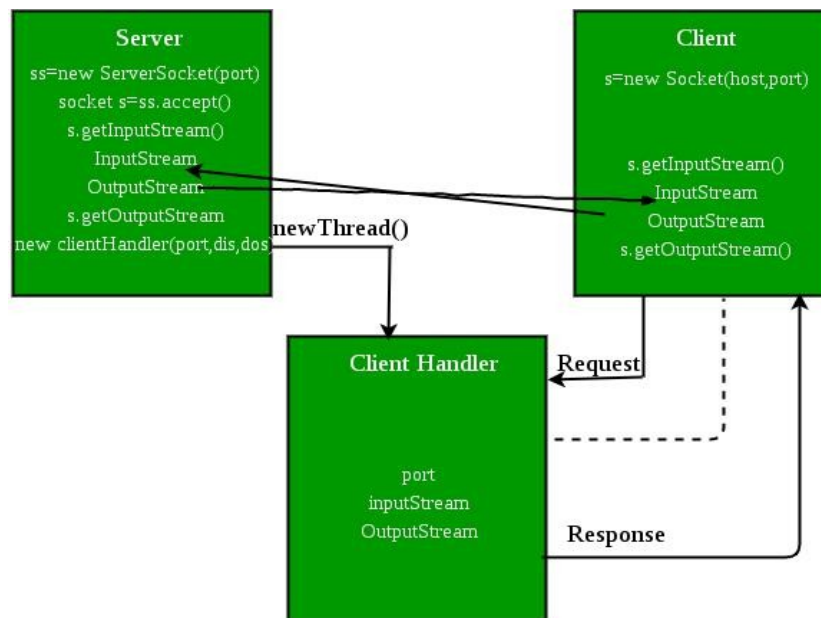 Server
ss=new ServerSocket(port)
socket s=ss.accept()
s.getInputStream()
InputStream
OutputStream
s.getOutputStream
new clientHandler(port,dis,dos)
newThread()
Client
s=new Socket(host,port)
s.getInputStream()
InputStream
OutputStream
s.getOutputStream()
Client Handler
Request
port
inputStream
OutputStream
Response